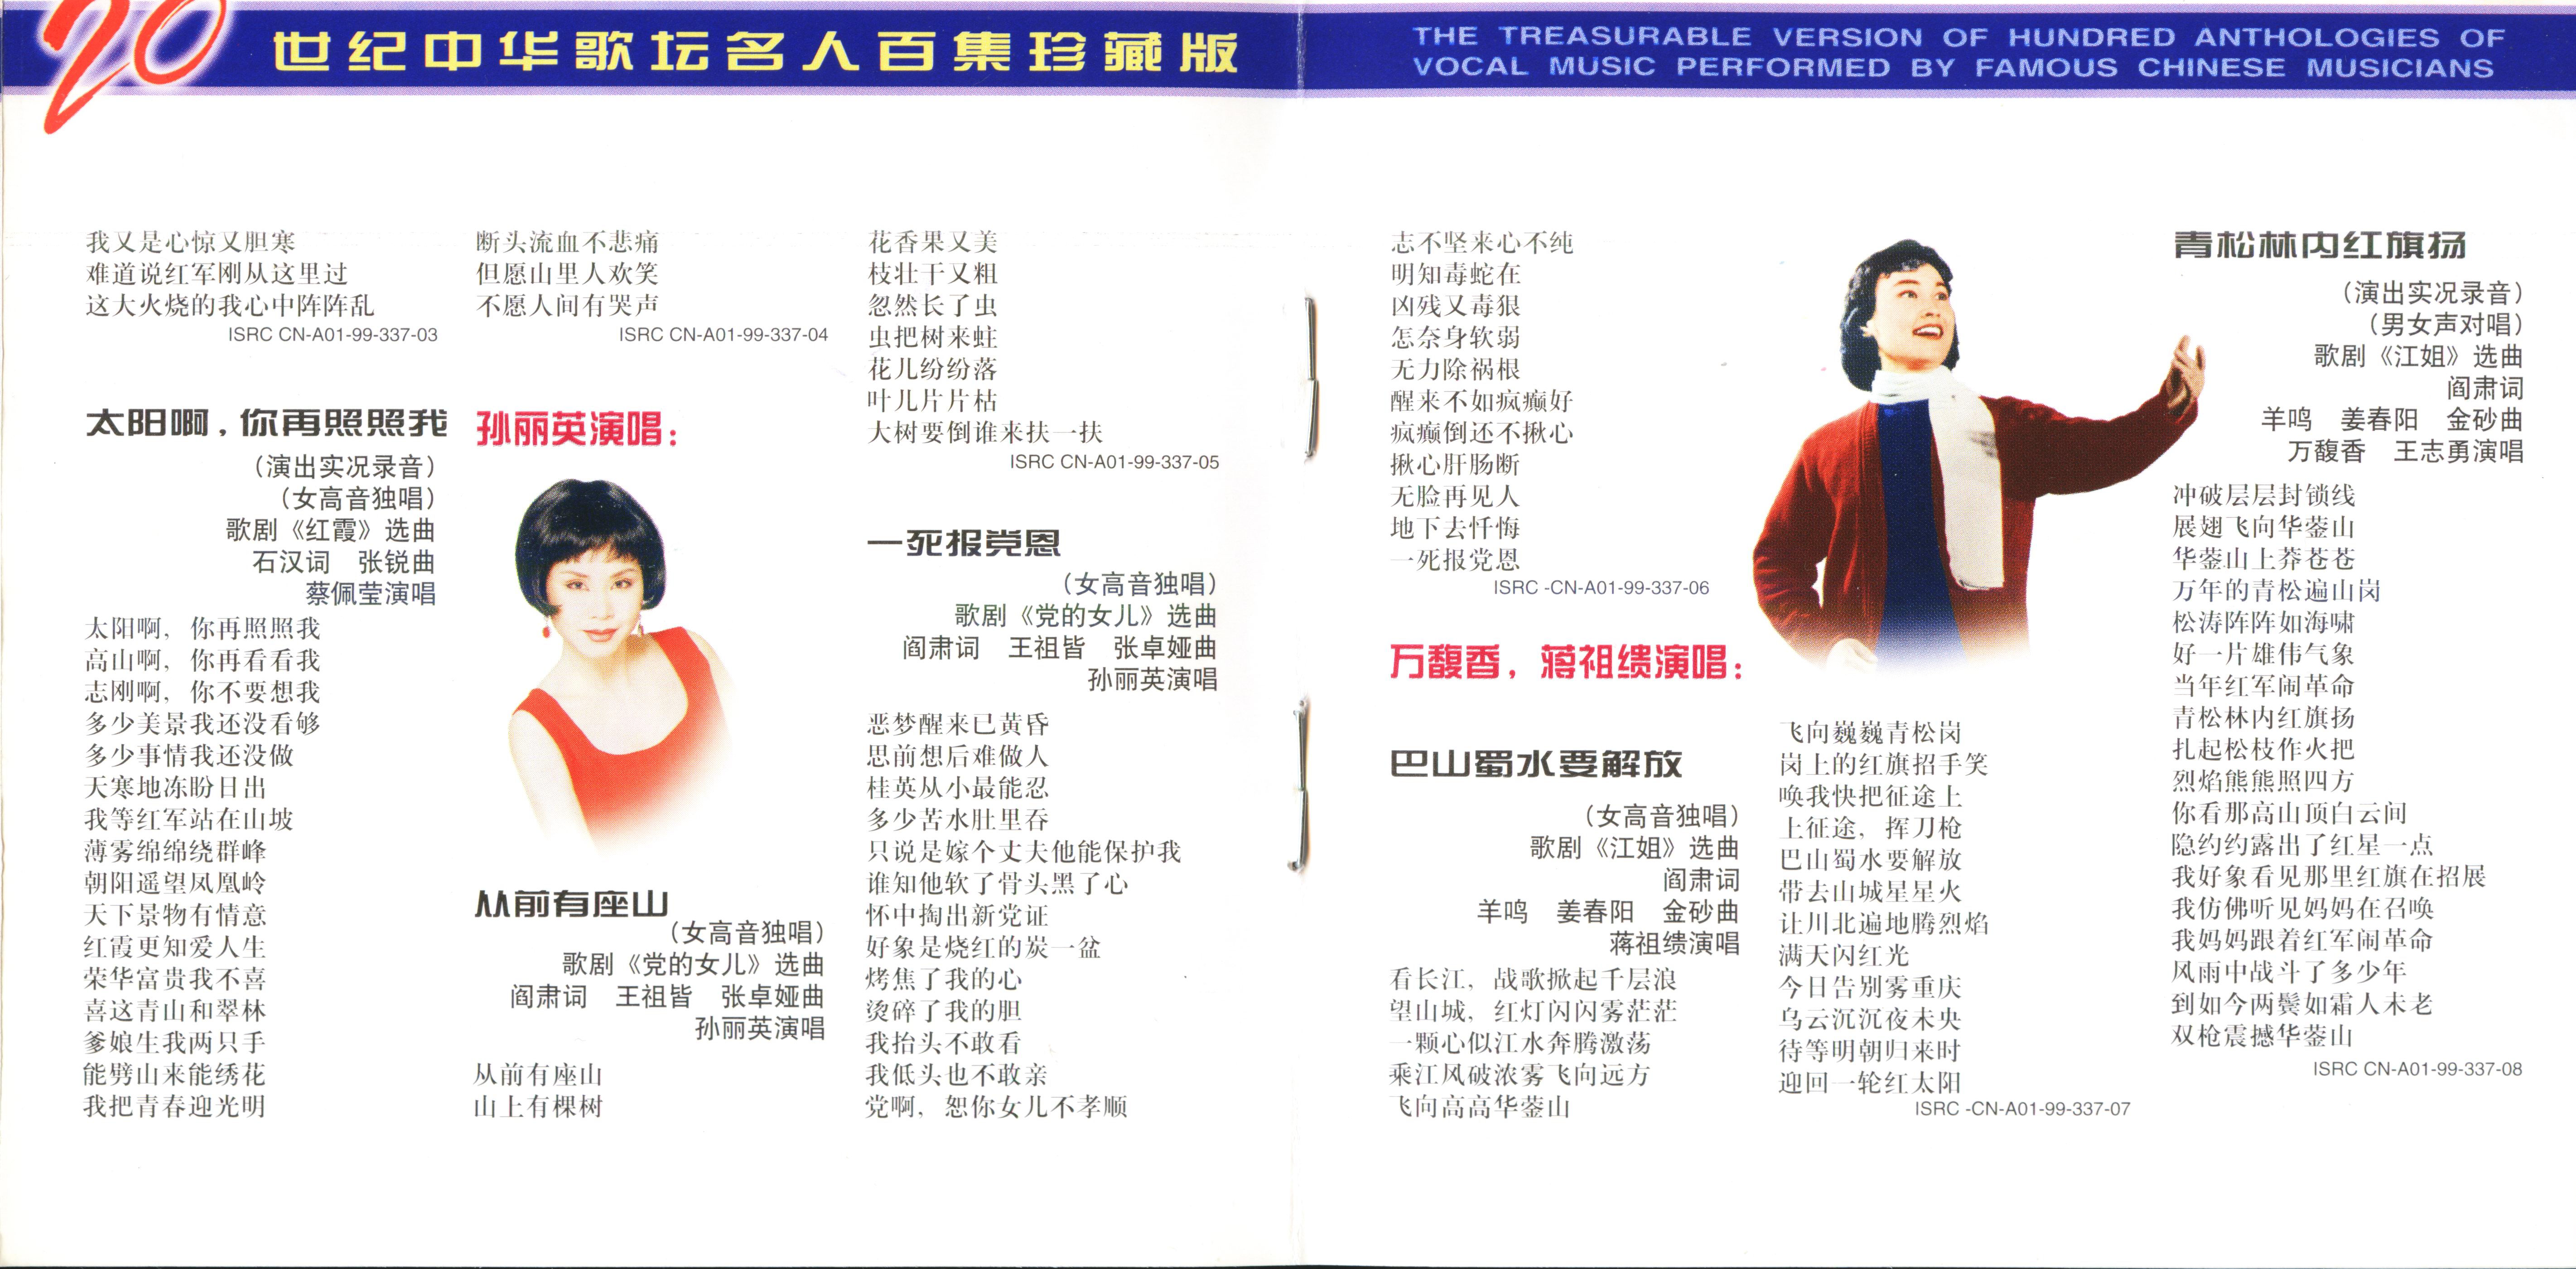 20世纪中华歌坛名人百集珍藏版
THE TREASURABLE VERSION OF HUNDRED ANTHOLOGIES OF
VOCAL MUSIC PERFORMED BY FAMOUS CHINESE MUSICIANS
我又是心惊又胆寒
难道说红军刚从这里过
这大火烧的我心中阵阵乱
ISRC CN-A01-99-337-03
太阳啊,你再照照我
（演出实况录音）
（女高音独唱）
歌剧《红霞》选曲
石汉词　张锐曲
蔡佩莹演唱
太阳啊，你再照照我
高山啊，你再看看我
志刚啊，你不要想我
多少美景我还没看够
多少事情我还没做
天寒地冻盼日出
我等红军站在山坡
薄雾绵绵绕群峰
朝阳遥望凤凰岭
天下景物有情意
红霞更知爱人生
荣华富贵我不喜
喜这青山和翠林
爹娘生我两只手
能劈山来能绣花
我把青春迎光明
断头流血不悲痛
但愿山里人欢笑
不愿人间有哭声
ISRC CN-A01-99-337-04
孙丽英演唱：
从前有座山
（女高音独唱）
歌剧《党的女儿》选曲
阎肃词　王祖皆　张卓娅曲
孙丽英演唱
从前有座山
山上有棵树
花香果又美
枝壮干又粗
忽然长了虫
虫把树来蛀
花儿纷纷落
叶儿片片枯
大树要倒谁来扶一扶
ISRC CN-A01-99-337-05
一死报党恩
（女高音独唱）
歌剧《党的女儿》选曲
阎肃词　王祖皆　张卓娅曲
孙丽英演唱
恶梦醒来已黄昏
思前想后难做人
桂英从小最能忍
多少苦水肚里吞
只说是嫁个丈夫他能保护我
谁知他软了骨头黑了心
怀中掏出新党证
好象是烧红的炭一盆
烤焦了我的心
烫碎了我的胆
我抬头不敢看
我低头也不敢亲
党啊，恕你女儿不孝顺
志不坚来心不纯
明知毒蛇在
凶残又毒狠
怎奈身软弱
无力除祸根
醒来不如疯癫好
疯癫倒还不揪心
揪心肝肠断
无脸再见人
地下去忏悔
一死报党恩
ISRC -CN-A01-99-337-06
万馥香，蒋祖缋演唱：
巴山蜀水要解放
（女高音独唱）
歌剧《江姐》选曲
阎肃词
羊鸣　姜春阳　金砂曲
蒋祖缋演唱
看长江，战歌掀起千层浪
望山城，红灯闪闪雾茫茫
一颗心似江水奔腾激荡
乘江风破浓雾飞向远方
飞向高高华蓥山
飞向巍巍青松岗
岗上的红旗招手笑
唤我快把征途上
上征途，挥刀枪
巴山蜀水要解放
带去山城星星火
让川北遍地腾烈焰
满天闪红光
今日告别雾重庆
乌云沉沉夜未央
待等明朝归来时
迎回一轮红太阳
ISRC -CN-A01-99-337-07
青松林内红旗扬
（演出实况录音）
（男女声对唱）
歌剧《江姐》选曲
阎肃词
羊鸣　姜春阳　金砂曲
万馥香　王志勇演唱
冲破层层封锁线
展翅飞向华蓥山
华蓥山上莽苍苍
万年的青松遍山岗
松涛阵阵如海啸
好一片雄伟气象
当年红军闹革命
青松林内红旗扬
扎起松枝作火把
烈焰熊熊照四方
你看那高山顶白云间
隐约约露出了红星一点
我好象看见那里红旗在招展
我仿佛听见妈妈在召唤
我妈妈跟着红军闹革命
风雨中战斗了多少年
到如今两鬓如霜人未老
双枪震撼华蓥山
ISRC CN-A01-99-337-08